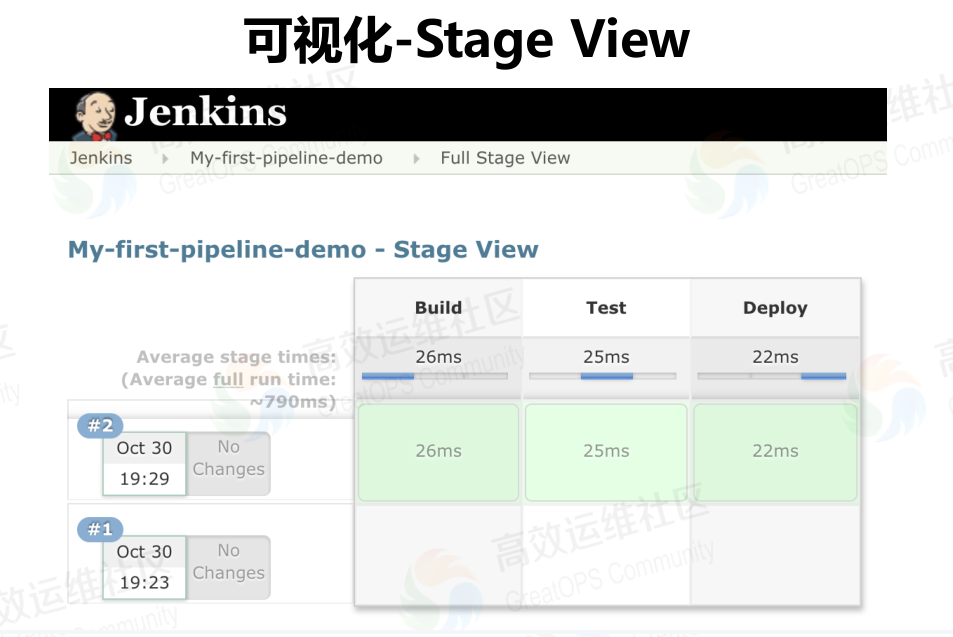 可视化-Stage View
Jenkins
Jenkins My-first-pipeline-demo Full Stage View
My-first-pipeline-demo - Stage View
Build Test Deploy
Average stage times: 26ms 25ms 22ms
(Average full run time:
~790ms)
#2
Oct 30 No
Changes
19:29
26ms 25ms 22ms
#1
Oct 30 No
Changes
19:23
高效运维社区
GreatOPS Community